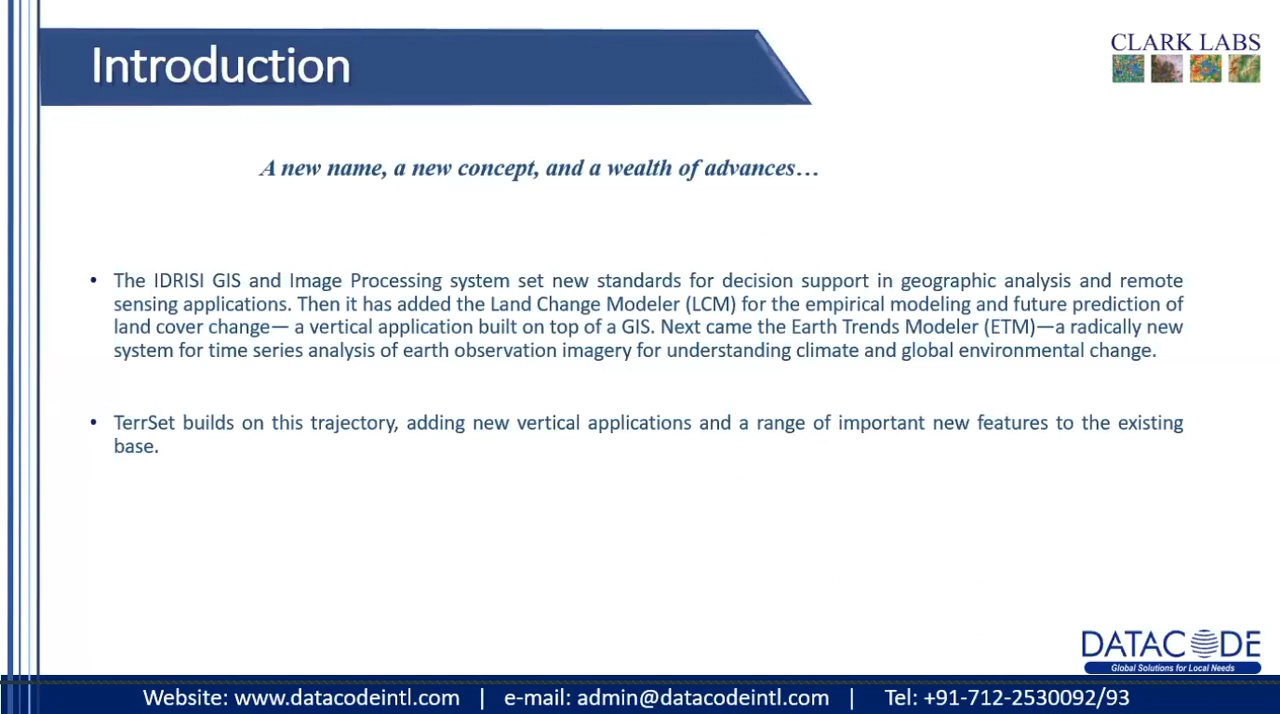 Introduction
CLARK LABS
A new name, a new concept, and a wealth of advances…
• The IDRISI GIS and Image Processing system set new standards for decision support in geographic analysis and remote
sensing applications. Then it has added the Land Change Modeler (LCM) for the empirical modeling and future prediction of
land cover change— a vertical application built on top of a GIS. Next came the Earth Trends Modeler (ETM)—a radically new
system for time series analysis of earth observation imagery for understanding climate and global environmental change.
• TerrSet builds on this trajectory, adding new vertical applications and a range of important new features to the existing
base.
DATACODE
Global Solutions for Local Needs
Website: www.datacodeintl.com | e-mail: admin@datacodeintl.com | Tel: +91-712-2530092/93